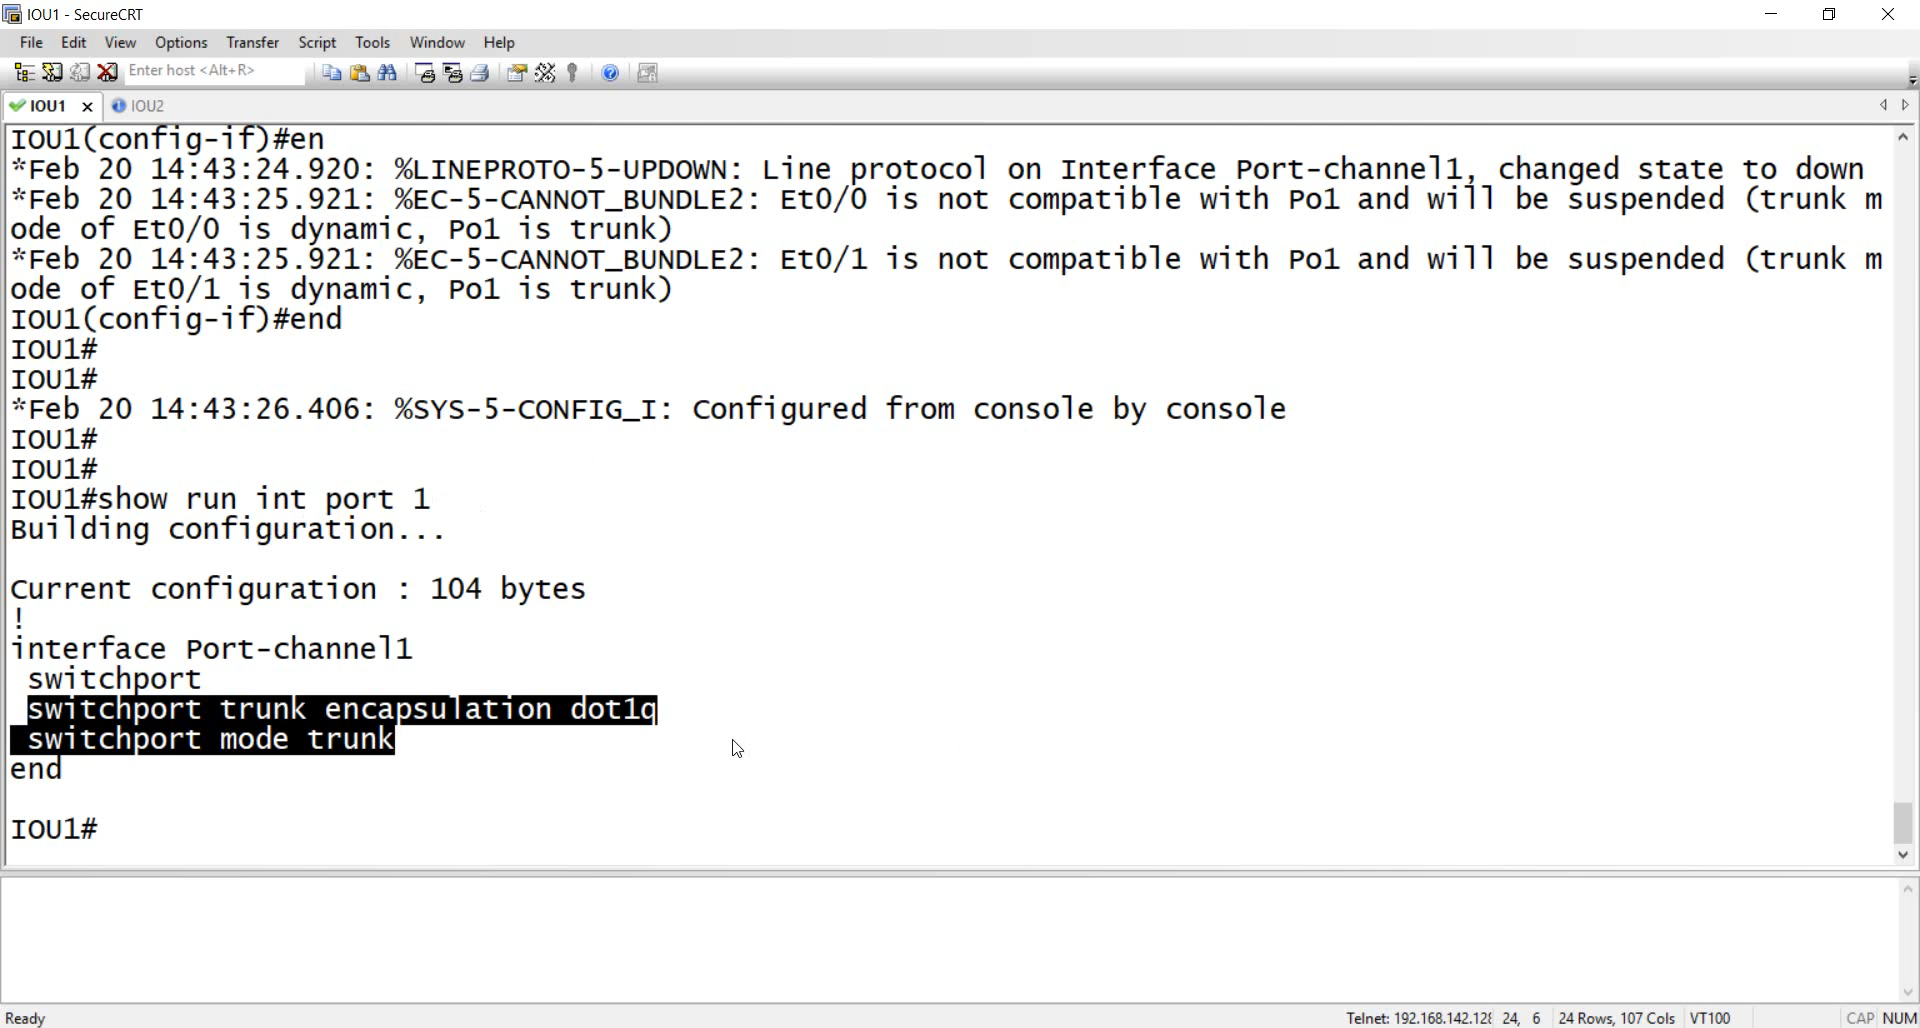 IOU1 - SecureCRT
File Edit View Options Transfer Script Tools Window Help
Enter host <Alt+R>
IOU1 IOU2
IOU1(config-if)#en
*Feb 20 14:43:24.920: %LINEPROTO-5-UPDOWN: Line protocol on Interface Port-channel1, changed state to down
*Feb 20 14:43:25.921: %EC-5-CANNOT_BUNDLE2: Et0/0 is not compatible with Po1 and will be suspended (trunk m
ode of Et0/0 is dynamic, Po1 is trunk)
*Feb 20 14:43:25.921: %EC-5-CANNOT_BUNDLE2: Et0/1 is not compatible with Po1 and will be suspended (trunk m
ode of Et0/1 is dynamic, Po1 is trunk)
IOU1(config-if)#end
IOU1#
IOU1#
*Feb 20 14:43:26.406: %SYS-5-CONFIG_I: Configured from console by console
IOU1#
IOU1#
IOU1#show run int port 1
Building configuration...
Current configuration : 104 bytes
!
interface Port-channel1
switchport
switchport trunk encapsulation dot1q
switchport mode trunk
end
IOU1#
Ready Telnet: 192.168.142.128 24, 6 24 Rows, 107 Cols VT100 CAP NUM